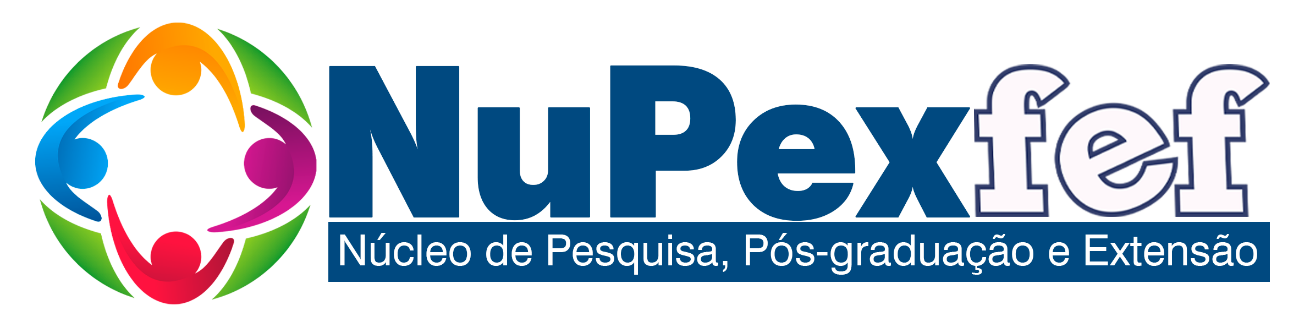 NuPexfef
Núcleo de Pesquisa, Pós-graduação e Extensão